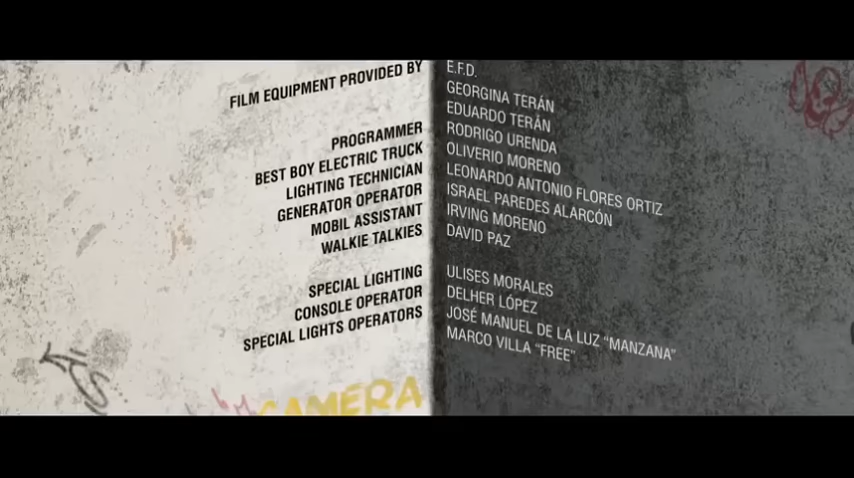 FILM EQUIPMENT PROVIDED BY E.F.D.
GEORGINA TERÁN
EDUARDO TERÁN
PROGRAMMER RODRIGO URENDA
BEST BOY ELECTRIC TRUCK OLIVERIO MORENO
LIGHTING TECHNICIAN LEONARDO ANTONIO FLORES ORTIZ
GENERATOR OPERATOR ISRAEL PAREDES ALARCÓN
MOBIL ASSISTANT IRVING MORENO
WALKIE TALKIES DAVID PAZ
SPECIAL LIGHTING ULISES MORALES
CONSOLE OPERATOR DELHER LÓPEZ
SPECIAL LIGHTS OPERATORS JOSÉ MANUEL DE LA LUZ "MANZANA"
MARCO VILLA "FREE"
CAMERA